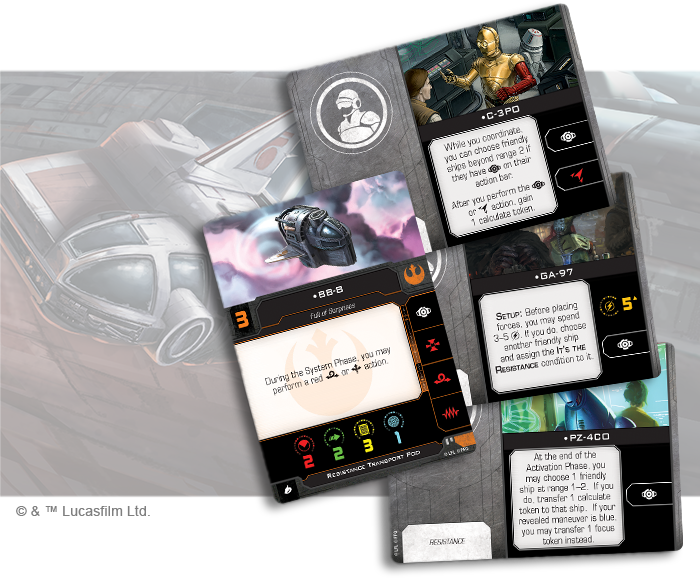 •C-3PO
While you coordinate,
you can choose friendly
ships beyond range 2 if
they have on their
action bar.
After you perform the
or action, gain
1 calculate token.
•GA-97
SETUP: Before placing
forces, you may spend
3-5 . If you do, choose
another friendly ship
and assign the IT'S THE
RESISTANCE condition to it.
5
•BB-8
3
Full of Surprises
During the System Phase, you may
perform a red or action.
2 2 3 1
RESISTANCE TRANSPORT POD
•PZ-4CO
At the end of the
Activation Phase, you
may choose 1 friendly
ship at range 1–2. If you
do, transfer 1 calculate
token to that ship. If your
revealed maneuver is blue,
you may transfer 1 focus
token instead.
RESISTANCE
© & ™ Lucasfilm Ltd.